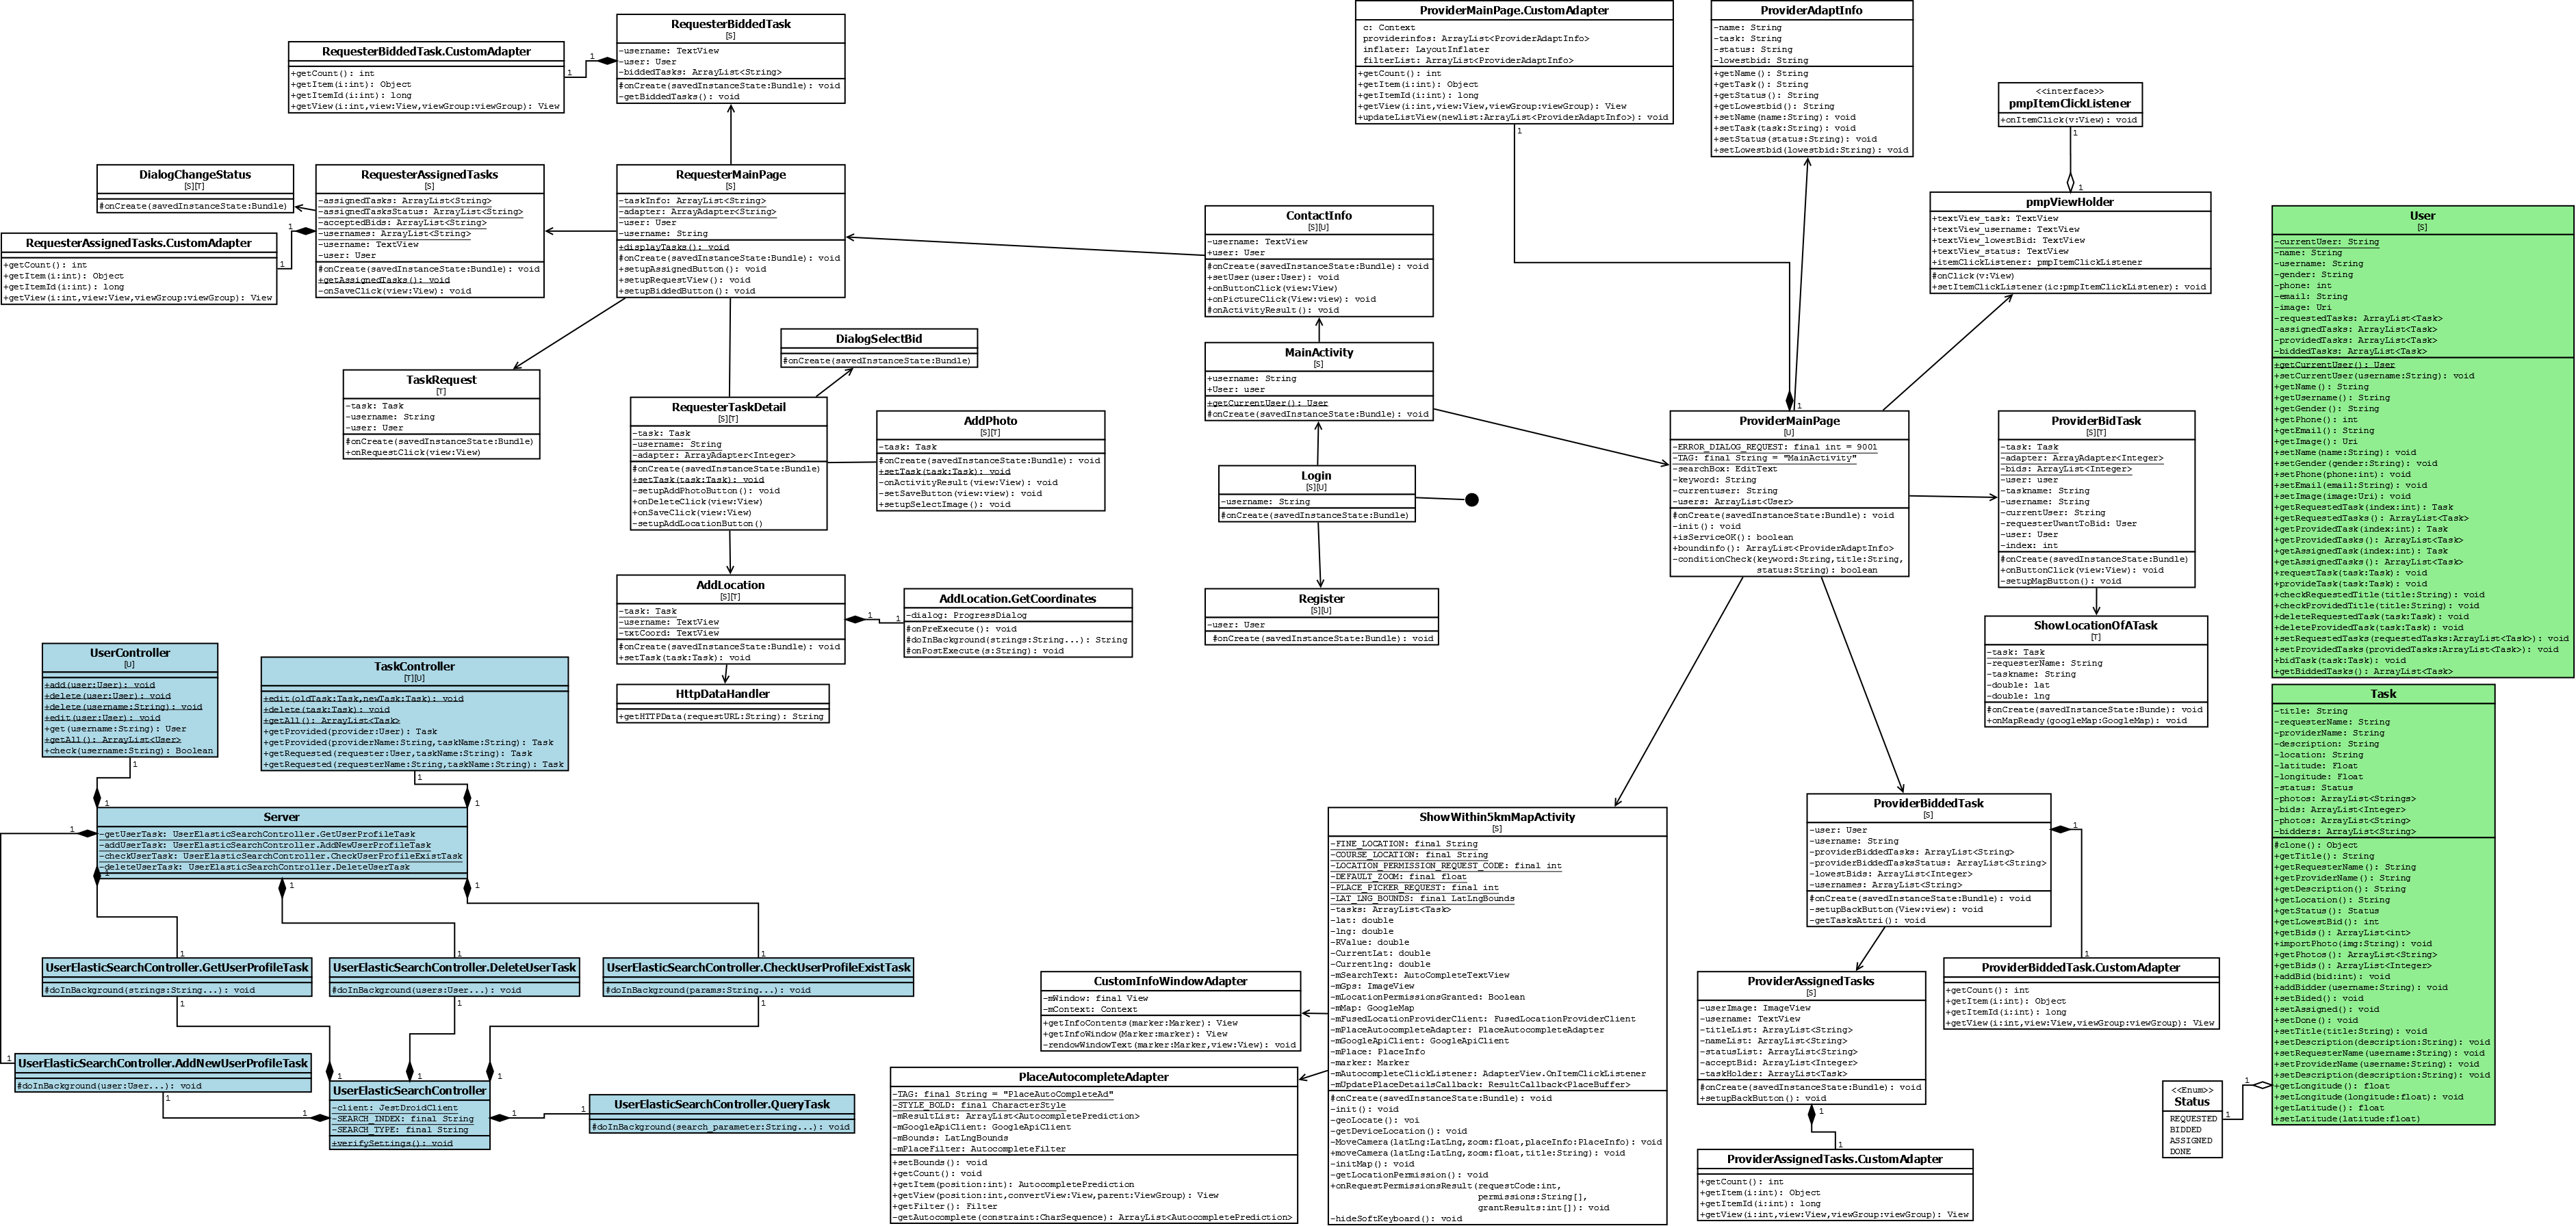 RequesterBiddedTask
[S]
-username: TextView
-user: User
-biddedTasks: ArrayList<String>
#onCreate(savedInstanceState:Bundle): void
-getBiddedTasks(): void
RequesterBiddedTask.CustomAdapter
+getCount(): int
+getItem(i:int): Object
+getItemId(i:int): long
+getView(i:int,view:View,viewGroup:viewGroup): View
1
1
DialogChangeStatus
[S][T]
#onCreate(savedInstanceState:Bundle)
RequesterAssignedTasks
[S]
-assignedTasks: ArrayList<String>
-assignedTasksStatus: ArrayList<String>
-acceptedBids: ArrayList<String>
-usernames: ArrayList<String>
-username: TextView
-user: User
#onCreate(savedInstanceState:Bundle): void
+getAssignedTasks(): void
-onSaveClick(view:View): void
1
1
RequesterAssignedTasks.CustomAdapter
+getCount(): int
+getItem(i:int): Object
+getItemId(i:int): long
+getView(i:int,view:View,viewGroup:viewGroup): View
RequesterMainPage
[S]
-taskInfo: ArrayList<String>
-adapter: ArrayAdapter<String>
-user: User
-username: String
+displayTasks(): void
#onCreate(savedInstanceState:Bundle): void
+setupAssignedButton(): void
+setupRequestView(): void
+setupBiddedButton(): void
TaskRequest
[T]
-task: Task
-username: String
-user: User
#onCreate(savedInstanceState:Bundle)
+onRequestClick(view:View)
DialogSelectBid
#onCreate(savedInstanceState:Bundle)
RequesterTaskDetail
[S][T]
-task: Task
-username: String
-adapter: ArrayAdapter<Integer>
#onCreate(savedInstanceState:Bundle)
+setTask(task:Task): void
-setupAddPhotoButton(): void
+onDeleteClick(view:View)
+onSaveClick(view:View)
-setupAddLocationButton()
AddPhoto
[S][T]
-task: Task
#onCreate(savedInstanceState:Bundle): void
+setTask(task:Task): void
-onActivityResult(view:View): void
-setSaveButton(view:view): void
+setupSelectImage(): void
AddLocation
[S][T]
-task: Task
-username: TextView
-txtCoord: TextView
#onCreate(savedInstanceState:Bundle): void
+setTask(task:Task): void
1
1
AddLocation.GetCoordinates
-dialog: ProgressDialog
#onPreExecute(): void
#doInBackground(strings:String...): String
#onPostExecute(s:String): void
HttpDataHandler
+getHTTPData(requestURL:String): String
ContactInfo
[S][U]
-username: TextView
+user: User
#onCreate(savedInstanceState:Bundle): void
+setUser(user:User): void
+onButtonClick(view:View)
+onPictureClick(View:view): void
#onActivityResult(): void
MainActivity
[S]
+username: String
+User: user
+getCurrentUser(): User
#onCreate(savedInstanceState:Bundle): void
Login
[S][U]
-username: String
#onCreate(savedInstanceState:Bundle)
Register
[S][U]
-user: User
#onCreate(savedInstanceState:Bundle): void
ProviderMainPage.CustomAdapter
c: Context
providerinfos: ArrayList<ProviderAdaptInfo>
inflater: LayoutInflater
filterList: ArrayList<ProviderAdaptInfo>
+getCount(): int
+getItem(i:int): Object
+getItemId(i:int): long
+getView(i:int,view:View,viewGroup:viewGroup): View
+updateListView(newlist:ArrayList<ProviderAdaptInfo>): void
1
1
ProviderAdaptInfo
-name: String
-task: String
-status: String
-lowestbid: String
+getName(): String
+getTask(): String
+getStatus(): String
+getLowestbid(): String
+setName(name:String): void
+setTask(task:String): void
+setStatus(status:String): void
+setLowestbid(lowestbid:String): void
<<interface>>
pmpItemClickListener
+onItemClick(v:View): void
1
1
pmpViewHolder
+textView_task: TextView
+textView_username: TextView
+textView_lowestBid: TextView
+textView_status: TextView
+itemClickListener: pmpItemClickListener
#onClick(v:View)
+setItemClickListener(ic:pmpItemClickListener): void
ProviderMainPage
[U]
-ERROR_DIALOG_REQUEST: final int = 9001
-TAG: final String = "MainActivity"
-searchBox: EditText
-keyword: String
-currentuser: String
-users: ArrayList<User>
#onCreate(savedInstanceState:Bundle): void
-init(): void
+isServiceOK(): boolean
+boundinfo(): ArrayList<ProviderAdaptInfo>
-conditionCheck(keyword:String,title:String,
status:String): boolean
ProviderBidTask
[S][T]
-task: Task
-adapter: ArrayAdapter<Integer>
-bids: ArrayList<Integer>
-user: user
-taskname: String
-username: String
-currentUser: String
-requesterUwantToBid: User
-user: User
-index: int
#onCreate(savedInstanceState:Bundle)
+onButtonClick(view:View): void
-setupMapButton(): void
ShowLocationOfATask
[T]
-task: Task
-requesterName: String
-taskname: String
-double: lat
-double: lng
#onCreate(savedInstanceState:Bunde): void
+onMapReady(googleMap:GoogleMap): void
User
[S]
-currentUser: String
-name: String
-username: String
-gender: String
-phone: int
-email: String
-image: Uri
-requestedTasks: ArrayList<Task>
-assignedTasks: ArrayList<Task>
-providedTasks: ArrayList<Task>
-biddedTasks: ArrayList<Task>
+getCurrentUser(): User
+setCurrentUser(username:String): void
+getName(): String
+getUsername(): String
+getGender(): String
+getPhone(): int
+getEmail(): String
+getImage(): Uri
+setName(name:String): void
+setGender(gender:String): void
+setPhone(phone:int): void
+setEmail(email:String): void
+setImage(image:Uri): void
+getRequestedTask(index:int): Task
+getRequestedTasks(): ArrayList<Task>
+getProvidedTask(index:int): Task
+getProvidedTasks(): ArrayList<Task>
+getAssignedTask(index:int): Task
+getAssignedTasks(): ArrayList<Task>
+requestTask(task:Task): void
+provideTask(task:Task): void
+checkRequestedTitle(title:String): void
+checkProvidedTitle(title:String): void
+deleteRequestedTask(task:Task): void
+deleteProvidedTask(task:Task): void
+setRequestedTasks(requestedTasks:ArrayList<Task>): void
+setProvidedTasks(providedTasks:ArrayList<Task>): void
+bidTask(task:Task): void
+getBiddedTasks(): ArrayList<Task>
Task
-title: String
-requesterName: String
-providerName: String
-description: String
-location: String
-latitude: Float
-longitude: Float
-status: Status
-photos: ArrayList<Strings>
-bids: ArrayList<Integer>
-photos: ArrayList<String>
-bidders: ArrayList<String>
#clone(): Object
+getTitle(): String
+getRequesterName(): String
+getProviderName(): String
+getDescription(): String
+getLocation(): String
+getStatus(): Status
+getLowestBid(): int
+getBids(): ArrayList<int>
+importPhoto(img:String): void
+getPhotos(): ArrayList<String>
+getBids(): ArrayList<Integer>
+addBid(bid:int): void
+addBidder(username:String): void
+setBided(): void
+setAssigned(): void
+setDone(): void
+setTitle(title:String): void
+setDescription(description:String): void
+setRequesterName(username:String): void
+setProviderName(username:String): void
+setDescription(description:String): void
+getLongitude(): float
+setLongitude(longitude:float): void
+getLatitude(): float
+setLatitude(latitude:float)
1
1
<<Enum>>
Status
REQUESTED
BIDDED
ASSIGNED
DONE
UserController
[U]
+add(user:User): void
+delete(user:User): void
+delete(username:String): void
+edit(user:User): void
+get(username:String): User
+getAll(): ArrayList<User>
+check(username:String): Boolean
1
1
TaskController
[T][U]
+edit(oldTask:Task,newTask:Task): void
+delete(task:Task): void
+getAll(): ArrayList<Task>
+getProvided(provider:User): Task
+getProvided(providerName:String,taskName:String): Task
+getRequested(requester:User,taskName:String): Task
+getRequested(requesterName:String,taskName:String): Task
1
1
Server
-getUserTask: UserElasticSearchController.GetUserProfileTask
-addUserTask: UserElasticSearchController.AddNewUserProfileTask
-checkUserTask: UserElasticSearchController.CheckUserProfileExistTask
-deleteUserTask: UserElasticSearchController.DeleteUserTask
1
1
1
1
1
1
1
UserElasticSearchController.GetUserProfileTask
#doInBackground(strings:String...): void
UserElasticSearchController.DeleteUserTask
#doInBackground(users:User...): void
UserElasticSearchController.CheckUserProfileExistTask
#doInBackground(params:String...): void
1
1
1
1
UserElasticSearchController.AddNewUserProfileTask
#doInBackground(user:User...): void
1
1
1
1
1
UserElasticSearchController
-client: JestDroidClient
-SEARCH_INDEX: final String
-SEARCH_TYPE: final String
+verifySettings(): void
1
1
UserElasticSearchController.QueryTask
#doInBackground(search_parameter:String...): void
CustomInfoWindowAdapter
-mWindow: final View
-mContext: Context
+getInfoContents(marker:Marker): View
+getInfoWindow(Marker:marker): View
-rendowWindowText(marker:Marker,view:View): void
PlaceAutocompleteAdapter
-TAG: final String = "PlaceAutoCompleteAd"
-STYLE_BOLD: final CharacterStyle
-mResultList: ArrayList<AutocompletePrediction>
-mGoogleApiClient: GoogleApiClient
-mBounds: LatLngBounds
-mPlaceFilter: AutocompleteFilter
+setBounds(): void
+getCount(): void
+getItem(position:int): AutocompletePrediction
+getView(position:int,convertView:View,parent:ViewGroup): View
+getFilter(): Filter
-getAutocomplete(constraint:CharSequence): ArrayList<AutocompletePrediction>
ShowWithin5kmMapActivity
[S]
-FINE_LOCATION: final String
-COURSE_LOCATION: final String
-LOCATION_PERMISSION_REQUEST_CODE: final int
-DEFAULT_ZOOM: final float
-PLACE_PICKER_REQUEST: final int
-LAT_LNG_BOUNDS: final LatLngBounds
-tasks: ArrayList<Task>
-lat: double
-lng: double
-RValue: double
-CurrentLat: double
-Currentlng: double
-mSearchText: AutoCompleteTextView
-mGps: ImageView
-mLocationPermissionsGranted: Boolean
-mMap: GoogleMap
-mFusedLocationProviderClient: FusedLocationProviderClient
-mPlaceAutocompleteAdapter: PlaceAutocompleteAdapter
-mGoogleApiClient: GoogleApiClient
-mPlace: PlaceInfo
-marker: Marker
-mAutocompleteClickListener: AdapterView.OnItemClickListener
-mUpdatePlaceDetailsCallback: ResultCallback<PlaceBuffer>
#onCreate(savedInstanceState:Bundle): void
-init(): void
-geoLocate(): voi
-getDeviceLocation(): void
-MoveCamera(latLng:LatLng,zoom:float,placeInfo:PlaceInfo): void
+moveCamera(latLng:LatLng,zoom:float,title:String): void
-initMap(): void
-getLocationPermission(): void
+onRequestPermissionsResult(requestCode:int,
permissions:String[],
grantResults:int[]): void
-hideSoftKeyboard(): void
ProviderBiddedTask
[S]
-user: User
-username: String
-providerBiddedTasks: ArrayList<String>
-providerBiddedTasksStatus: ArrayList<String>
-lowestBids: ArrayList<Integer>
-usernames: ArrayList<String>
#onCreate(savedInstanceState:Bundle): void
-setupBackButton(View:view): void
-getTasksAttri(): void
1
1
ProviderBiddedTask.CustomAdapter
+getCount(): int
+getItem(i:int): Object
+getItemId(i:int): long
+getView(i:int,view:View,viewGroup:viewGroup): View
ProviderAssignedTasks
[S]
-userImage: ImageView
-username: TextView
-titleList: ArrayList<String>
-nameList: ArrayList<String>
-statusList: ArrayList<String>
-acceptBid: ArrayList<Integer>
-taskHolder: ArrayList<Task>
#onCreate(savedInstanceState:Bundle): void
+setupBackButton(): void
1
1
ProviderAssignedTasks.CustomAdapter
+getCount(): int
+getItem(i:int): Object
+getItemId(i:int): long
+getView(i:int,view:View,viewGroup:viewGroup): View